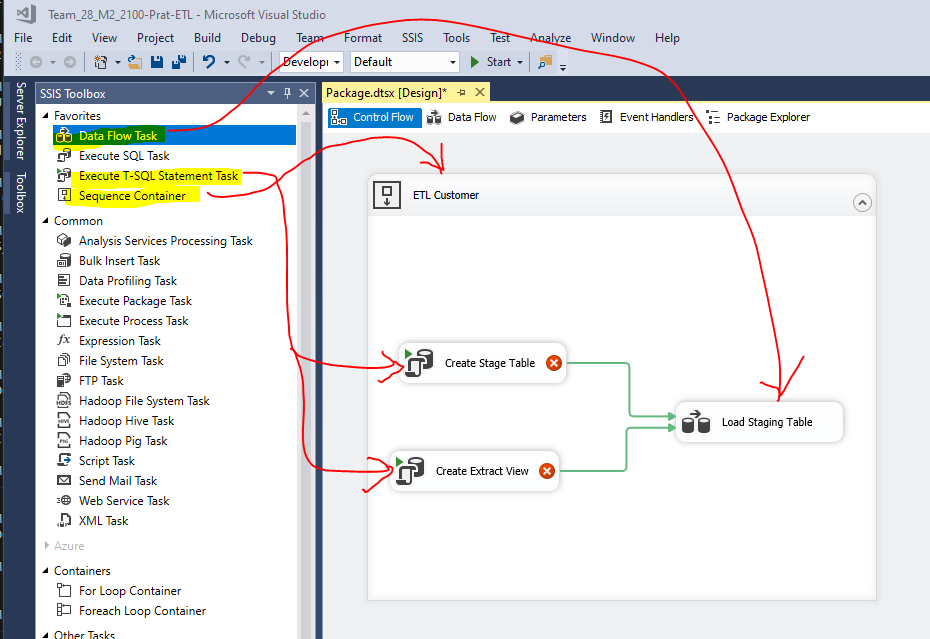 Team_28_M2_2100-Prat-ETL - Microsoft Visual Studio
File Edit View Project Build Debug Team Format SSIS Tools Test Analyze Window Help
Developi Default Start
Server Explorer
Toolbox
SSIS Toolbox
Favorites
Data Flow Task
Execute SQL Task
Execute T-SQL Statement Task
Sequence Container
Common
Analysis Services Processing Task
Bulk Insert Task
Data Profiling Task
Execute Package Task
Execute Process Task
fx Expression Task
File System Task
FTP Task
Hadoop File System Task
Hadoop Hive Task
Hadoop Pig Task
Script Task
Send Mail Task
Web Service Task
XML Task
Azure
Containers
For Loop Container
Foreach Loop Container
Other Tasks
Package.dtsx [Design]*
Control Flow Data Flow Parameters Event Handlers Package Explorer
ETL Customer
Create Stage Table
Load Staging Table
Create Extract View